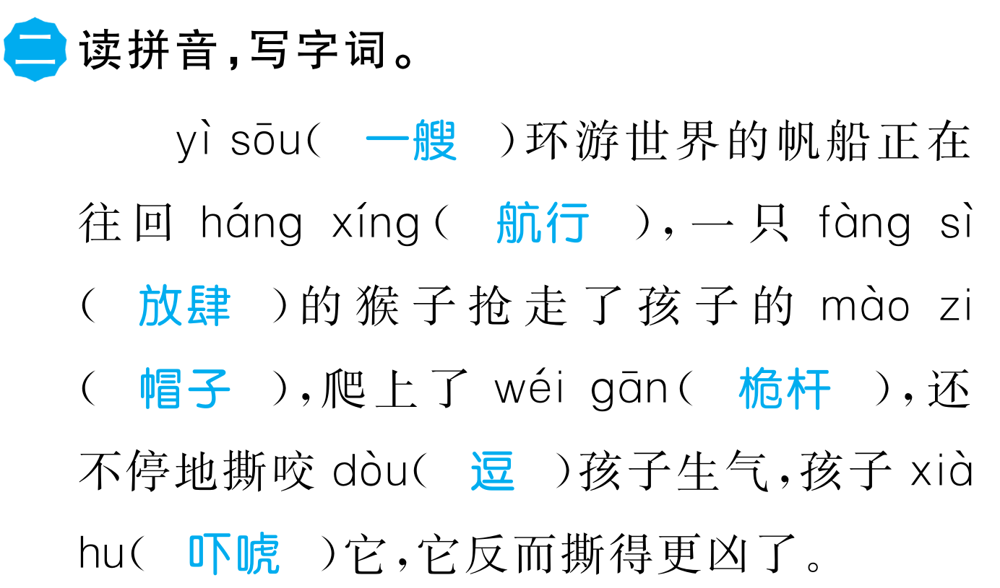 二 读拼音,写字词。
yì sōu( 一艘 )环游世界的帆船正在
往回 háng xíng( 航行 ),一只 fàng sì
( 放肆 )的猴子抢走了孩子的 mào zi
( 帽子 ),爬上了 wéi gān( 桅杆 ),还
不停地撕咬 dòu( 逗 )孩子生气,孩子 xià
hu( 吓唬 )它,它反而撕得更凶了。